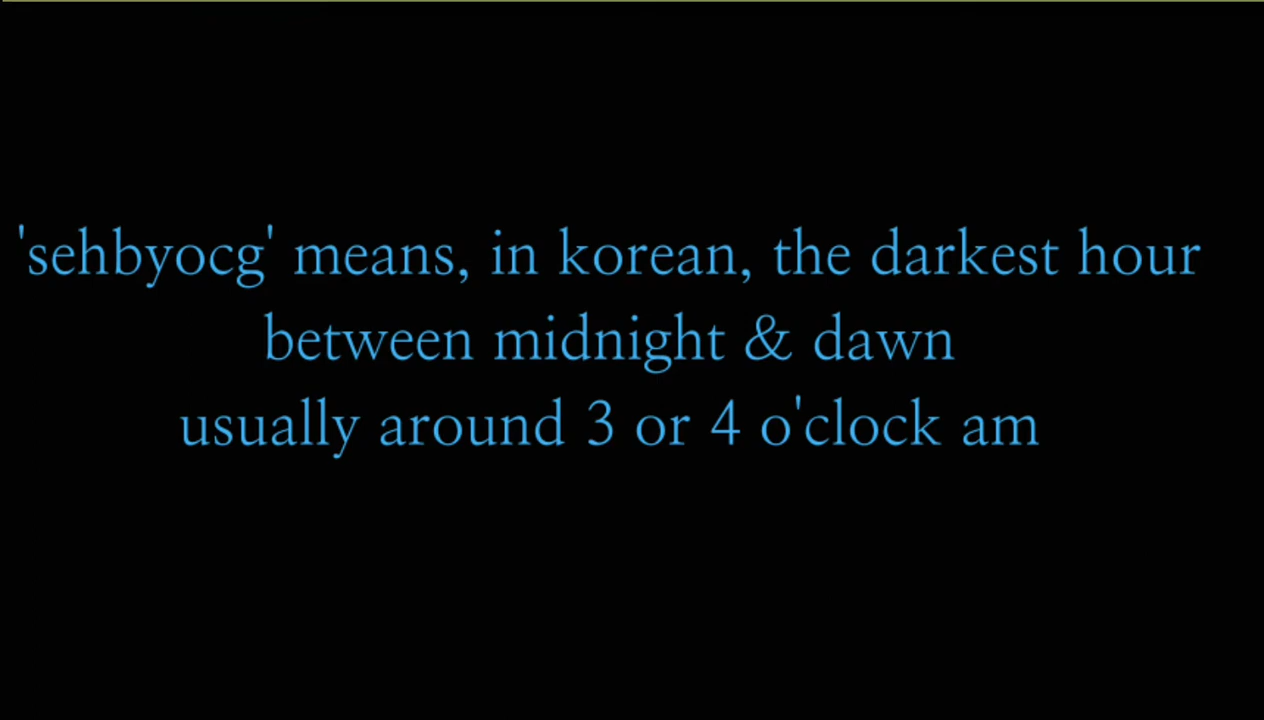 'sehbyocg' means, in korean, the darkest hour
between midnight & dawn
usually around 3 or 4 o'clock am